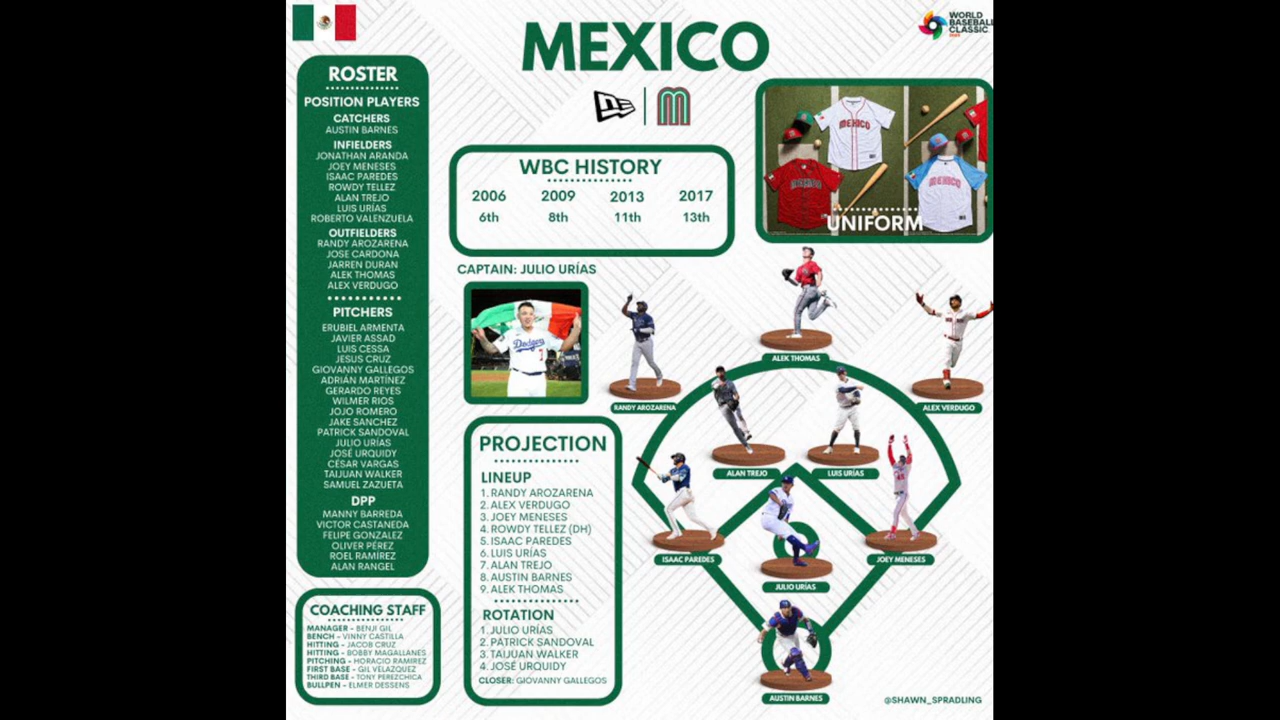 MEXICO
WORLD
BASEBALL
CLASSIC
ROSTER
POSITION PLAYERS
CATCHERS
AUSTIN BARNES
INFIELDERS
JONATHAN ARANDA
JOEY MENESES
ISAAC PAREDES
ROWDY TELLEZ
ALAN TREJO
LUIS URÍAS
ROBERTO VALENZUELA
OUTFIELDERS
RANDY AROZARENA
JOSE CARDONA
JARREN DURAN
ALEK THOMAS
ALEX VERDUGO
PITCHERS
ERUBIEL ARMENTA
JAVIER ASSAD
LUIS CESSA
JESUS CRUZ
GIOVANNY GALLEGOS
ADRIÁN MARTÍNEZ
GERARDO REYES
WILMER RIOS
JOJO ROMERO
JAKE SANCHEZ
PATRICK SANDOVAL
JULIO URÍAS
JOSÉ URQUIDY
CÉSAR VARGAS
TAIJUAN WALKER
SAMUEL ZAZUETA
DPP
MANNY BARREDA
VICTOR CASTANEDA
FELIPE GONZALEZ
OLIVER PÉREZ
ROEL RAMÍREZ
ALAN RANGEL
COACHING STAFF
MANAGER - BENJI GIL
BENCH - VINNY CASTILLA
HITTING - JACOB CRUZ
HITTING - BOBBY MAGALLANES
PITCHING - HORACIO RAMIREZ
FIRST BASE - GIL VELAZQUEZ
THIRD BASE - TONY PEREZCHICA
BULLPEN - ELMER DESSENS
WBC HISTORY
2006 2009 2013 2017
6th 8th 11th 13th
CAPTAIN: JULIO URÍAS
Dodgers
7
PROJECTION
LINEUP
1. RANDY AROZARENA
2. ALEX VERDUGO
3. JOEY MENESES
4. ROWDY TELLEZ (DH)
5. ISAAC PAREDES
6. LUIS URÍAS
7. ALAN TREJO
8. AUSTIN BARNES
9. ALEK THOMAS
ROTATION
1. JULIO URÍAS
2. PATRICK SANDOVAL
3. TAIJUAN WALKER
4. JOSÉ URQUIDY
CLOSER: GIOVANNY GALLEGOS
MEXICO
MEXICO
MEXICO
UNIFORM
ALEK THOMAS
RANDY AROZARENA
ALEX VERDUGO
ALAN TREJO
LUIS URÍAS
ISAAC PAREDES
JOEY MENESES
JULIO URÍAS
AUSTIN BARNES
@SHAWN_SPRADLING